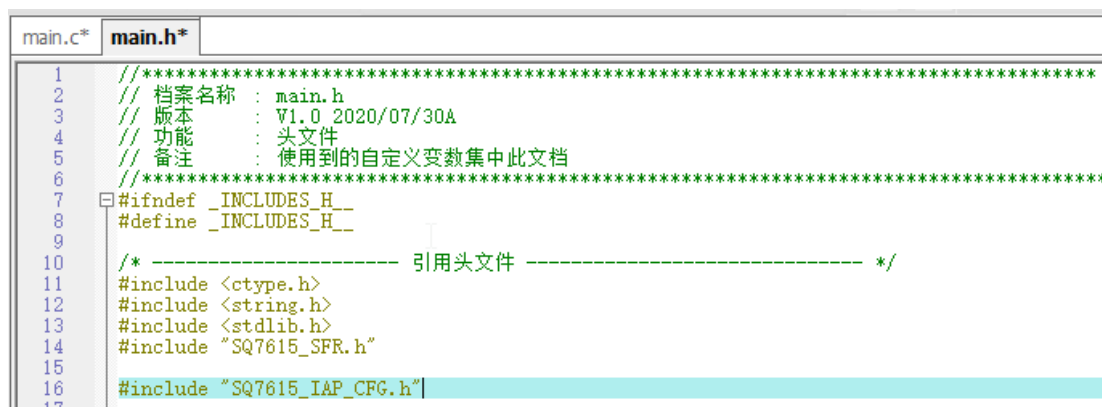 main.c* main.h*
1 //*************************************************************************************
2 // 档案名称 : main.h
3 // 版本 : V1.0 2020/07/30A
4 // 功能 : 头文件
5 // 备注 : 使用到的自定义变数集中此文档
6 //*************************************************************************************
7 #ifndef _INCLUDES_H__
8 #define _INCLUDES_H__
9
10 /* ---------------------- 引用头文件 ------------------------------ */
11 #include <ctype.h>
12 #include <string.h>
13 #include <stdlib.h>
14 #include "SQ7615_SFR.h"
15
16 #include "SQ7615_IAP_CFG.h"
17